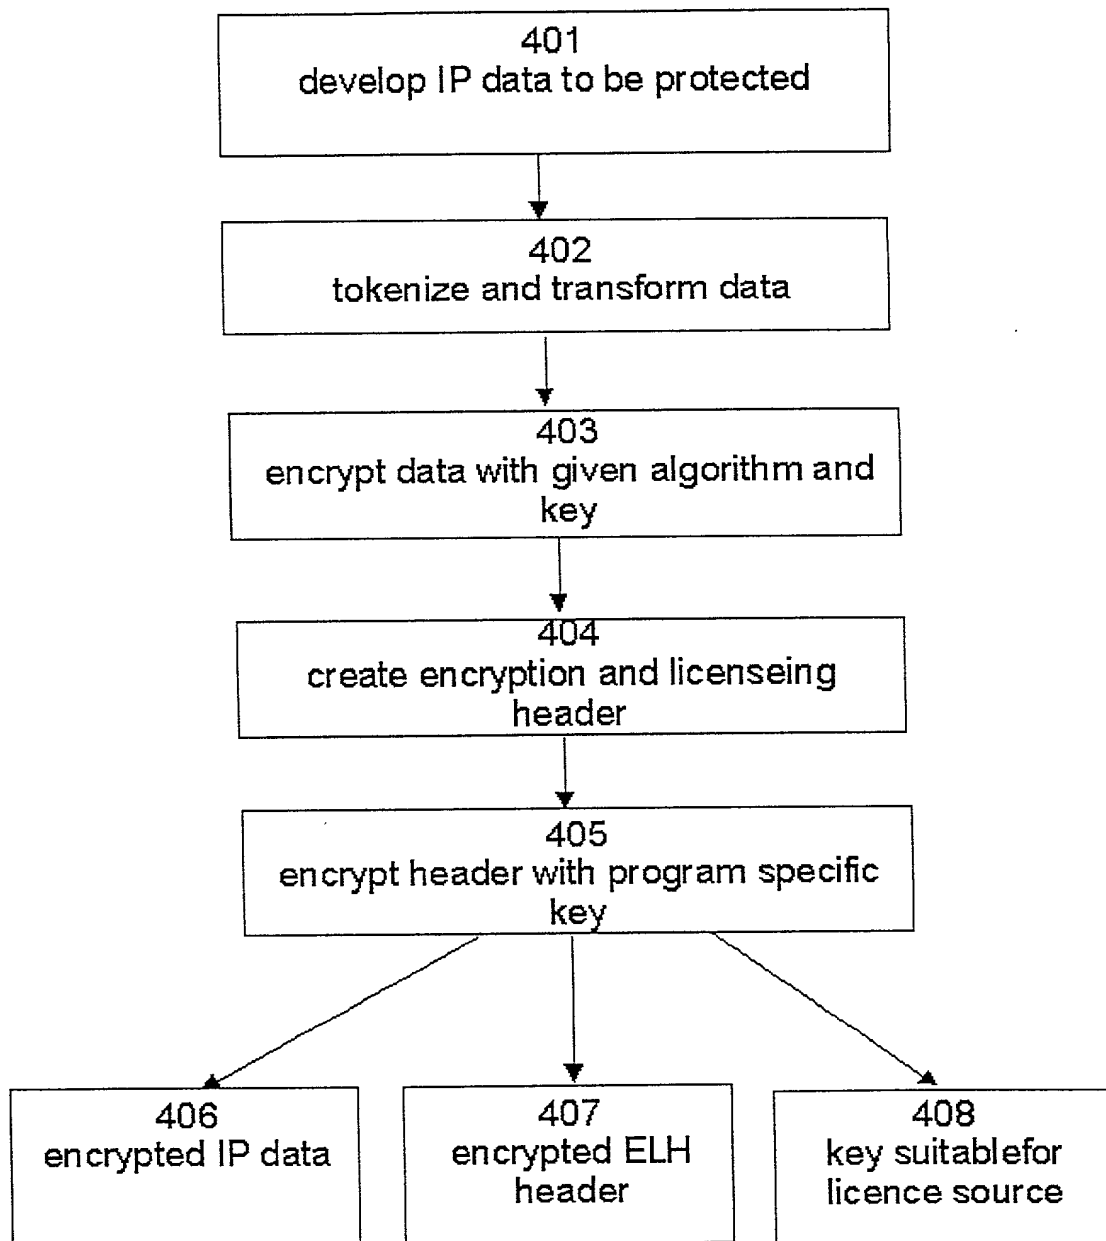 401
develop IP data to be protected
402
tokenize and transform data
403
encrypt data with given algorithm and
key
404
create encryption and licenseing
header
405
encrypt header with program specific
key
406
encrypted IP data
407
encrypted ELH
header
408
key suitablefor
licence source